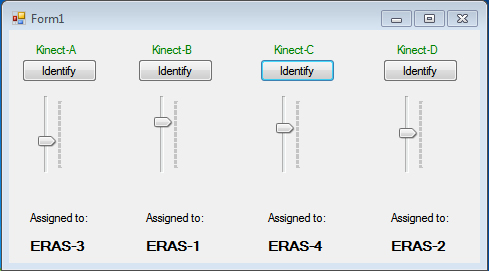 Form1
Kinect-A Kinect-B Kinect-C Kinect-D
Identify Identify Identify Identify
Assigned to: Assigned to: Assigned to: Assigned to:
ERAS-3 ERAS-1 ERAS-4 ERAS-2